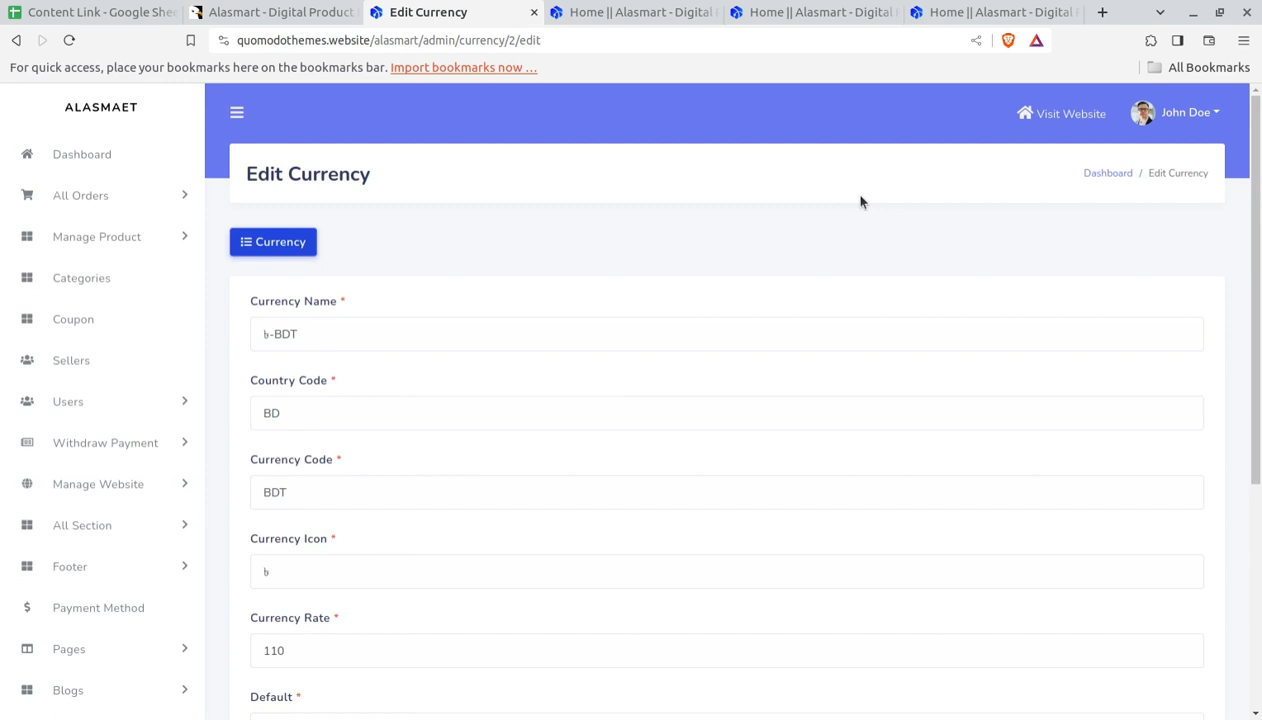 Content Link - Google Shee
Alasmart - Digital Product
Edit Currency
Home || Alasmart - Digital
Home || Alasmart - Digital
Home || Alasmart - Digital
quomodothemes.website/alasmart/admin/currency/2/edit
For quick access, place your bookmarks here on the bookmarks bar. Import bookmarks now ...
All Bookmarks
ALASMAET
Visit Website
John Doe
Dashboard
All Orders
Manage Product
Categories
Coupon
Sellers
Users
Withdraw Payment
Manage Website
All Section
Footer
Payment Method
Pages
Blogs
Edit Currency
Dashboard / Edit Currency
Currency
Currency Name *
৳-BDT
Country Code *
BD
Currency Code *
BDT
Currency Icon *
৳
Currency Rate *
110
Default *